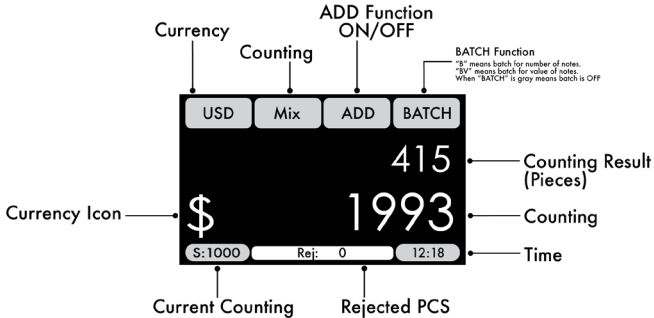 ADD Function
ON/OFF
Currency
Counting
BATCH Function
"B" means batch for number of notes.
"BV" means batch for value of notes.
When "BATCH" is gray means batch is OFF
USD Mix ADD BATCH
415
Counting Result
(Pieces)
Currency Icon
$ 1993
Counting
S:1000 Rej: 0 12:18
Time
Current Counting
Rejected PCS